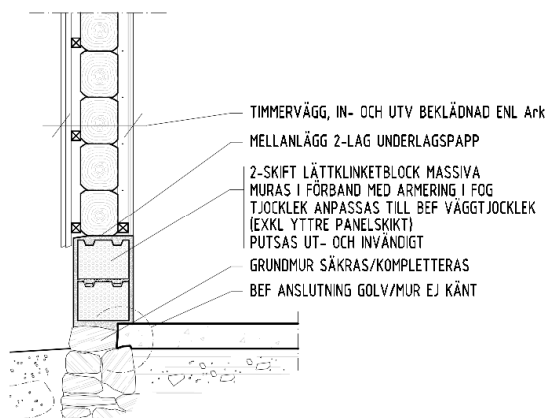 TIMMERVÄGG, IN- OCH UTV BEKLÄDNAD ENL Ark
MELLANLÄGG 2-LAG UNDERLAGSPAPP
2-SKIFT LÄTTKLINKETBLOCK MASSIVA
MURAS I FÖRBAND MED ARMERING I FOG
TJOCKLEK ANPASSAS TILL BEF VÄGGTJOCKLEK
(EXKL YTTRE PANELSKIKT)
PUTSAS UT- OCH INVÄNDIGT
GRUNDMUR SÄKRAS/KOMPLETTERAS
BEF ANSLUTNING GOLV/MUR EJ KÄNT